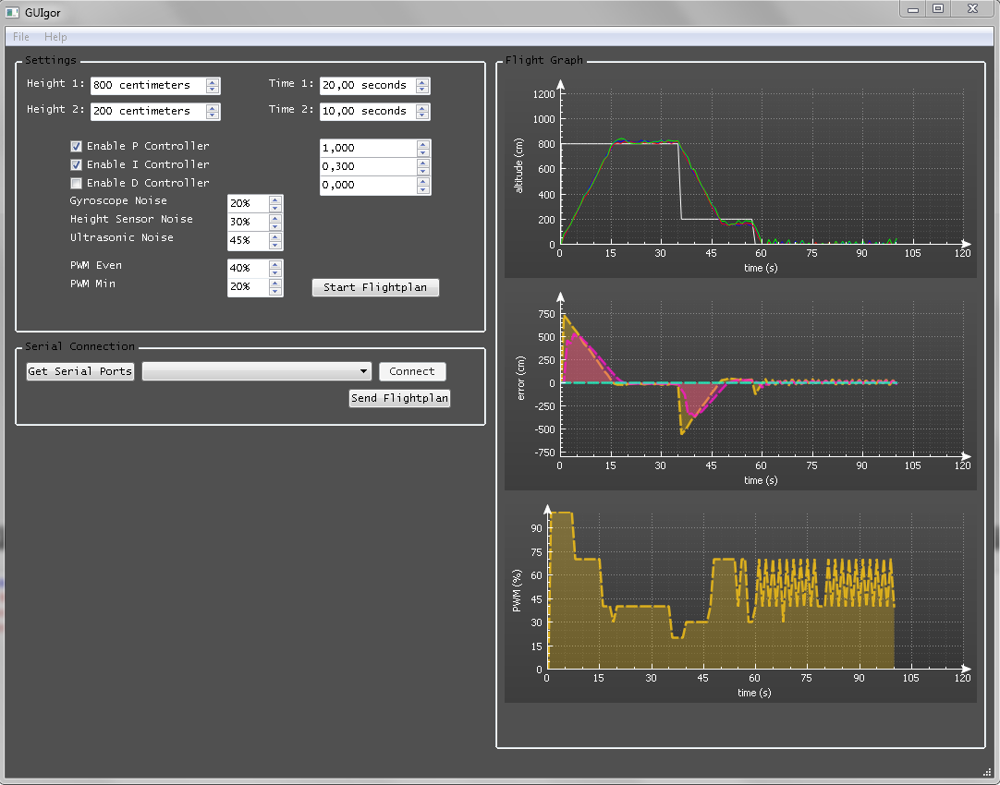 GUIgor
File Help
Settings
Height 1: 800 centimeters Time 1: 20,00 seconds
Height 2: 200 centimeters Time 2: 10,00 seconds
Enable P Controller 1,000
Enable I Controller 0,300
Enable D Controller 0,000
Gyroscope Noise 20%
Height Sensor Noise 30%
Ultrasonic Noise 45%
PWM Even 40%
PWM Min 20%
Start Flightplan
Serial Connection
Get Serial Ports Connect
Send Flightplan
Flight Graph
altitude (cm)
1200
1000
800
600
400
200
0
0 15 30 45 60 75 90 105 120
time (s)
error (cm)
750
500
250
0
-250
-500
-750
0 15 30 45 60 75 90 105 120
time (s)
PWM (%)
90
75
60
45
30
15
0
0 15 30 45 60 75 90 105 120
time (s)